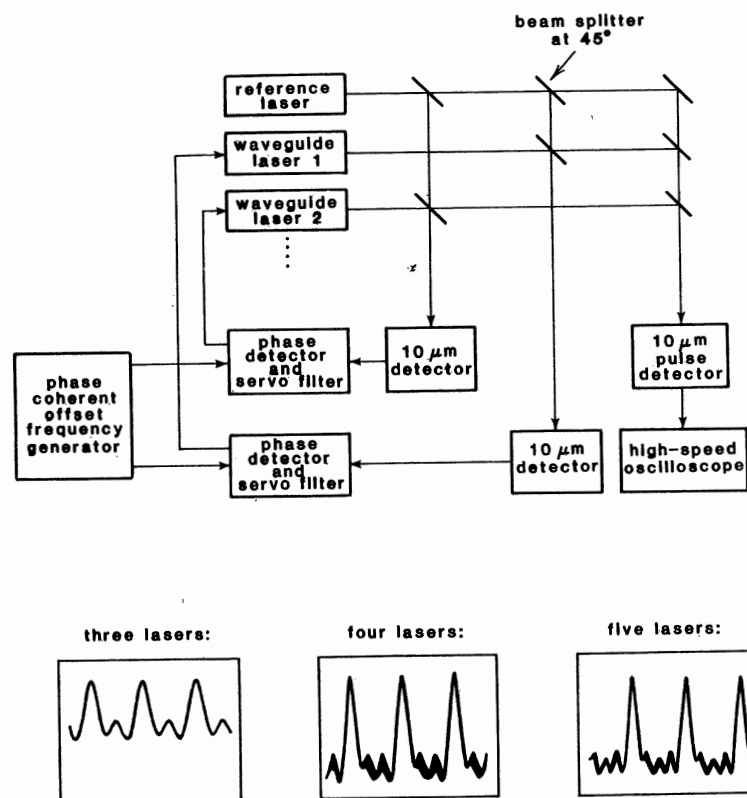 beam splitter
at 45°
reference
laser
waveguide
laser 1
waveguide
laser 2
phase
detector
and
servo filter
10 μm
detector
10 μm
pulse
detector
phase
coherent
offset
frequency
generator
phase
detector
and
servo filter
10 μm
detector
high-speed
oscilloscope
three lasers:
four lasers:
five lasers: